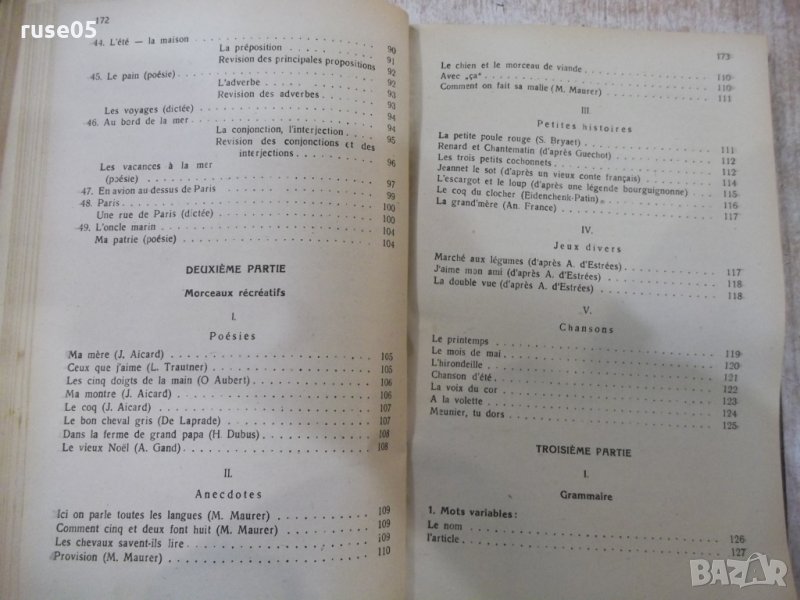 ruse05
172
44. L'été — la maison
La préposition 90
Revision des principales propositions 91
92
45. Le pain (poésie) 92
L'adverbe 92
Revision des adverbes 93
Les voyages (dictée) 93
46. Au bord de la mer 94
La conjonction, l'interjection 94
Revision des conjonctions et des 95
interjections
Les vacances à la mer 96
(poésie) 97
47. En avion au dessus de Paris 99
48. Paris 100
Une rue de Paris (dictée) 100
49. L'oncle marin 104
Ma patrie (poésie) 104
DEUXIÈME PARTIE
Morceaux récréatifs
I.
Poésies
Ma mère (J. Aicard) 105
Ceux que j'aime (L. Trautner) 105
Les cinq doigts de la main (O Aubert) 106
Ma montre (J. Aicard) 106
Le coq (J. Aicard) 107
Le bon cheval gris (De Laprade) 107
Dans la ferme de grand papa (H. Dubus) 108
Le vieux Noël (A. Gand) 108
II.
Anecdotes
Ici on parle toutes les langues (M. Maurer) 109
Comment cinq et deux font huit (M. Maurer) 109
Les chevaux savent-ils lire 109
Provision (M. Maurer) 110
173
Le chien et le morceau de viande
Avec „ça“ 110
Comment on fait sa malle (M. Maurer) 110
111
III.
Petites histoires
La petite poule rouge (S. Bryaet) 111
Renard et Chantematin (d'après Guechot) 112
Les trois petits cochonnets 112
Jeannet le sot (d'après un vieux conte français) 114
L'escargot et le loup (d'après une légende bourguignonne) 115
Le coq du clocher (Eidenchenk-Patin) 116
La grand'mère (An. France) 117
IV.
Jeux divers
Marché aux légumes (d'après A. d'Estrées) 117
J'aime mon ami (d'après A. d'Estrées) 118
La double vue (d'après A. d'Estrées) 118
V.
Chansons
Le printemps 119
Le mois de mai 120
L'hirondeille 121
Chanson d'été 122
La voix du cor 123
A la volette 124
Meunier, tu dors 125
TROISIÈME PARTIE
I.
Grammaire
1. Mots variables:
Le nom 126
l'article 127
BAZAR